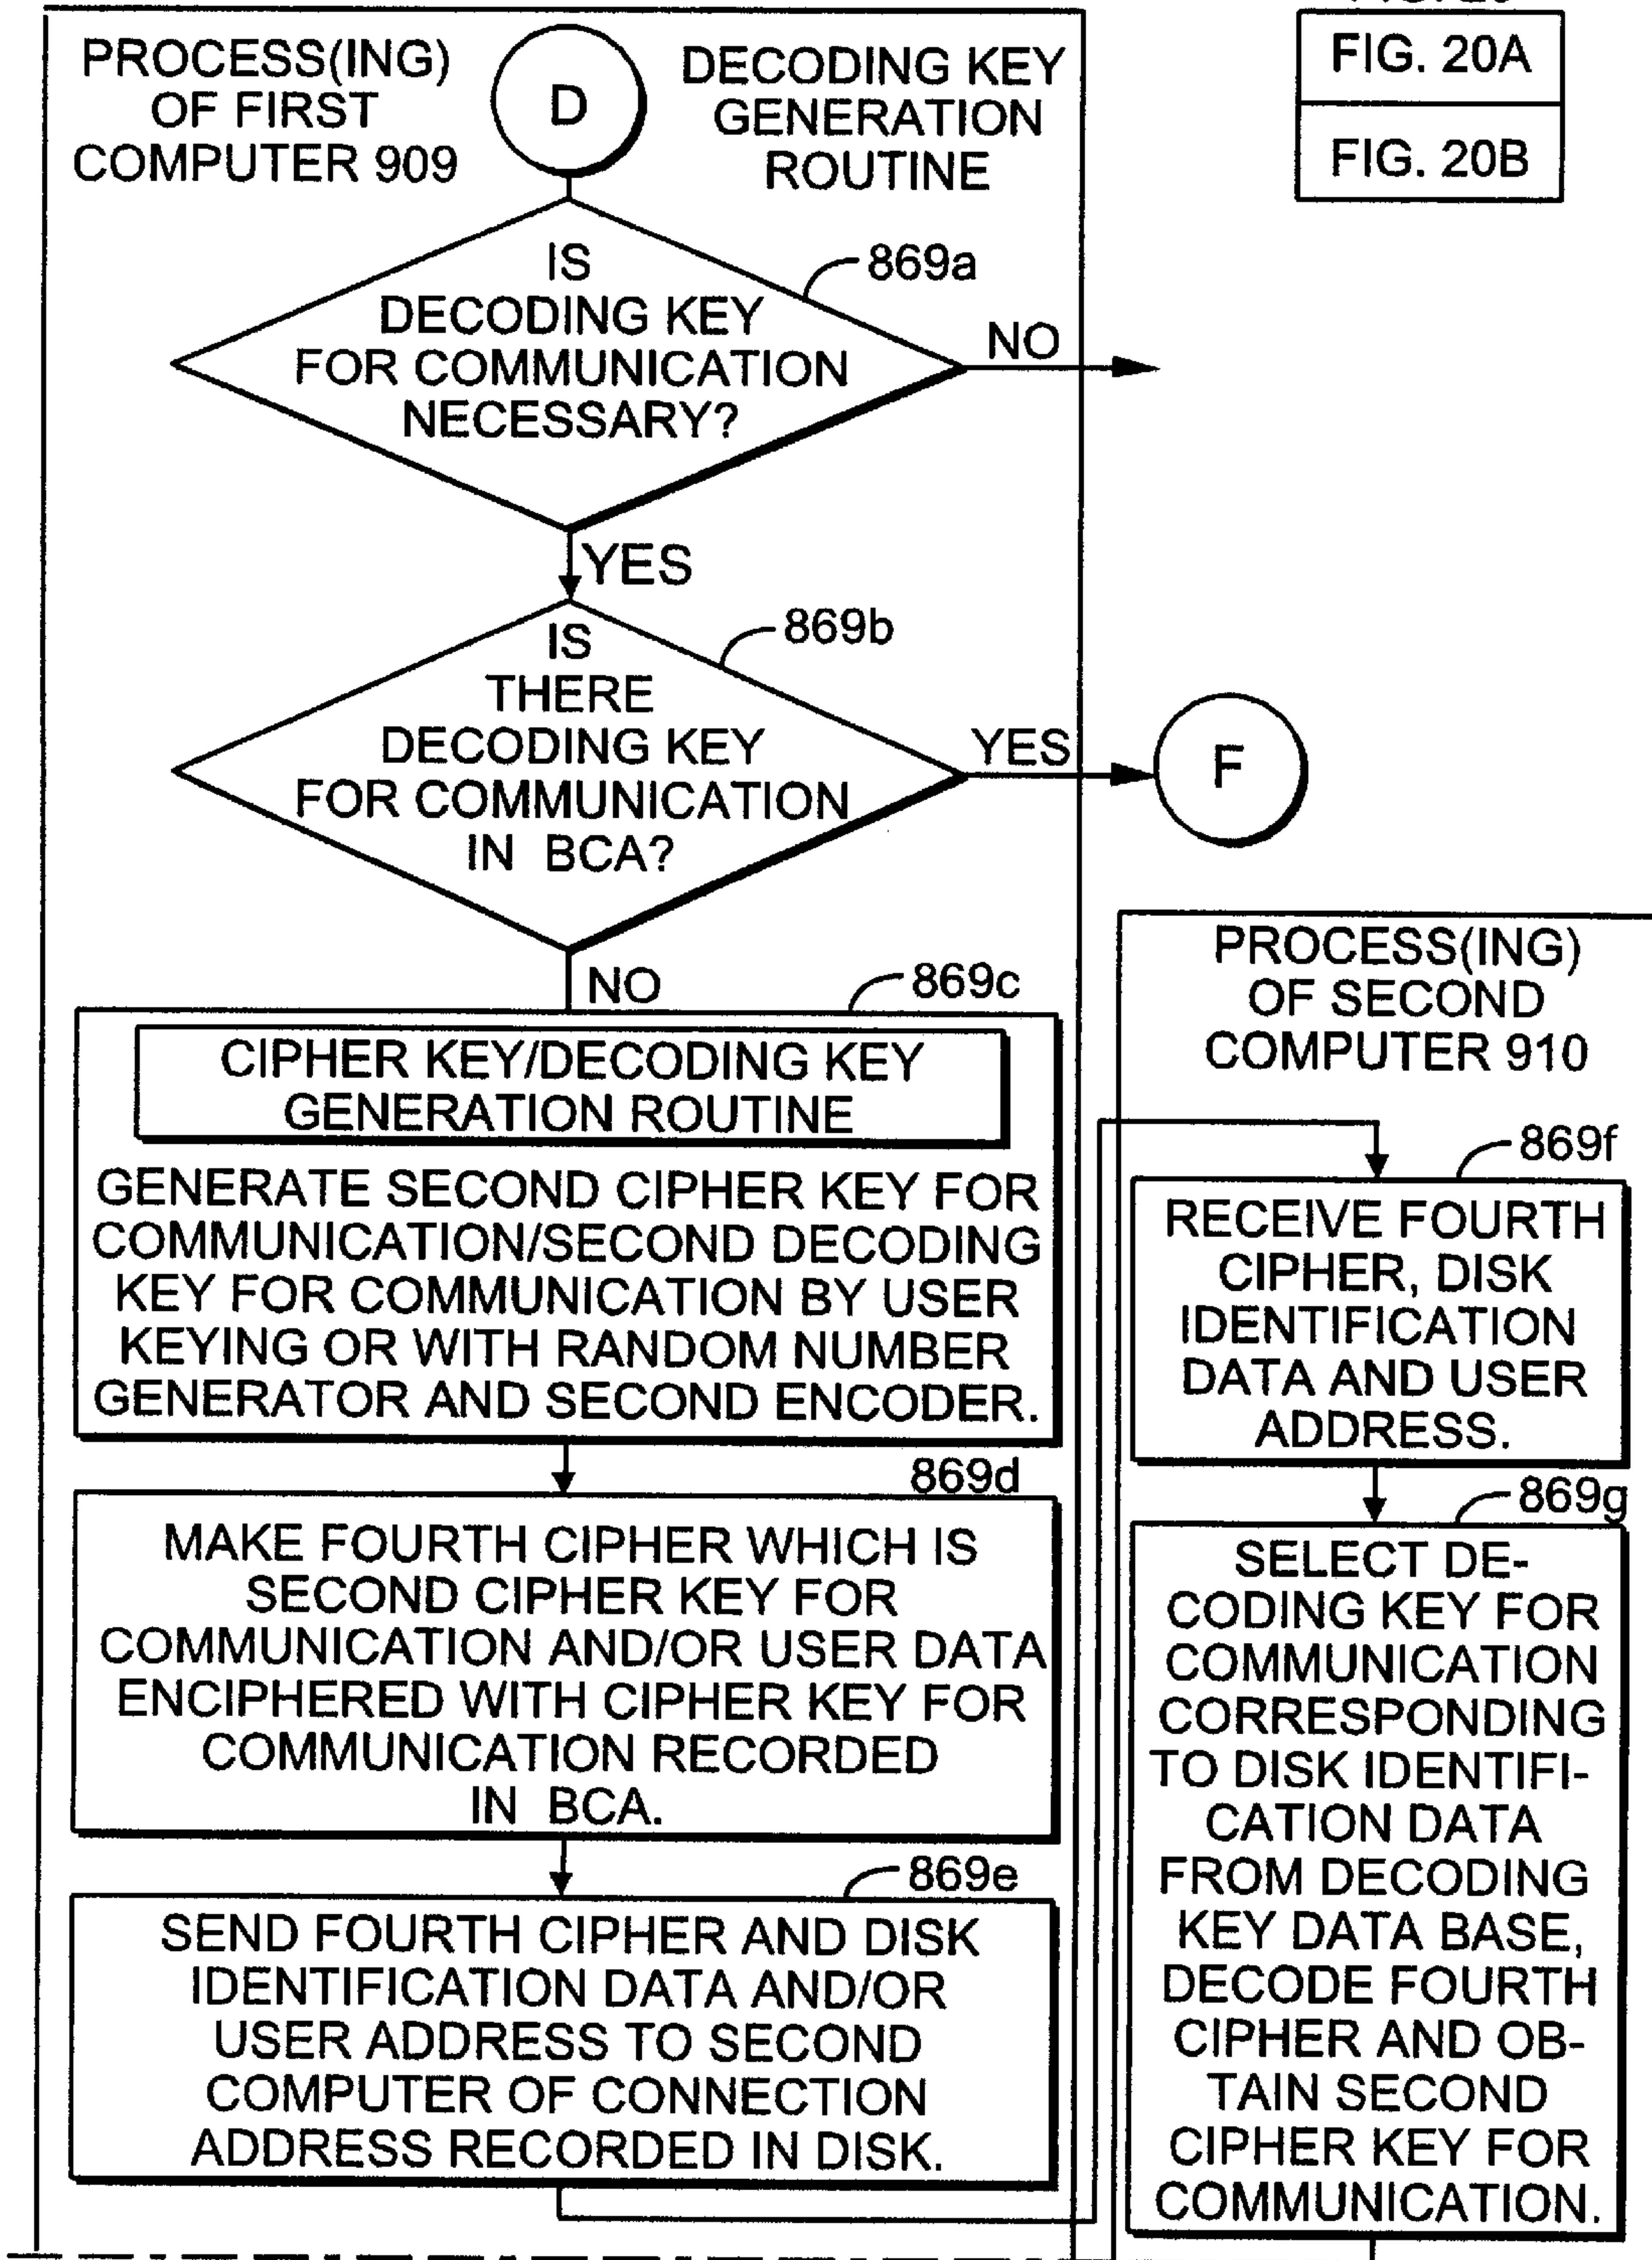 PROCESS(ING)
OF FIRST
COMPUTER 909
D
DECODING KEY
GENERATION
ROUTINE
FIG. 20A
FIG. 20B
IS
DECODING KEY
FOR COMMUNICATION
NECESSARY?
869a
NO
YES
IS
THERE
DECODING KEY
FOR COMMUNICATION
IN BCA?
869b
YES
F
NO
869c
CIPHER KEY/DECODING KEY
GENERATION ROUTINE
GENERATE SECOND CIPHER KEY FOR
COMMUNICATION/SECOND DECODING
KEY FOR COMMUNICATION BY USER
KEYING OR WITH RANDOM NUMBER
GENERATOR AND SECOND ENCODER.
869d
MAKE FOURTH CIPHER WHICH IS
SECOND CIPHER KEY FOR
COMMUNICATION AND/OR USER DATA
ENCIPHERED WITH CIPHER KEY FOR
COMMUNICATION RECORDED
IN BCA.
869e
SEND FOURTH CIPHER AND DISK
IDENTIFICATION DATA AND/OR
USER ADDRESS TO SECOND
COMPUTER OF CONNECTION
ADDRESS RECORDED IN DISK.
PROCESS(ING)
OF SECOND
COMPUTER 910
869f
RECEIVE FOURTH
CIPHER, DISK
IDENTIFICATION
DATA AND USER
ADDRESS.
869g
SELECT DE-
CODING KEY FOR
COMMUNICATION
CORRESPONDING
TO DISK IDENTIFI-
CATION DATA
FROM DECODING
KEY DATA BASE,
DECODE FOURTH
CIPHER AND OB-
TAIN SECOND
CIPHER KEY FOR
COMMUNICATION.